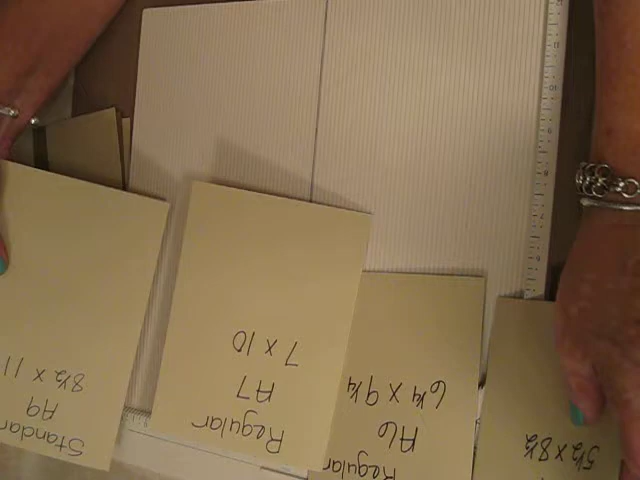 Standar
A9
8½ x 11
Regular
A7
7 x 10
Regular
A6
6¼ x 9¼
5½ x 8½